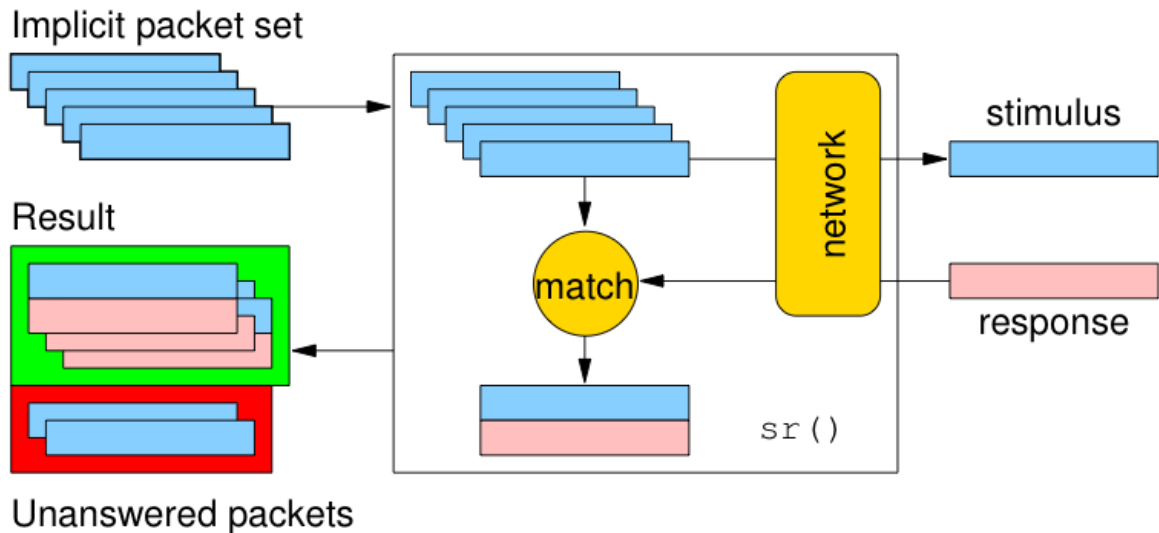 Implicit packet set
stimulus
network
Result
match
response
sr()
Unanswered packets